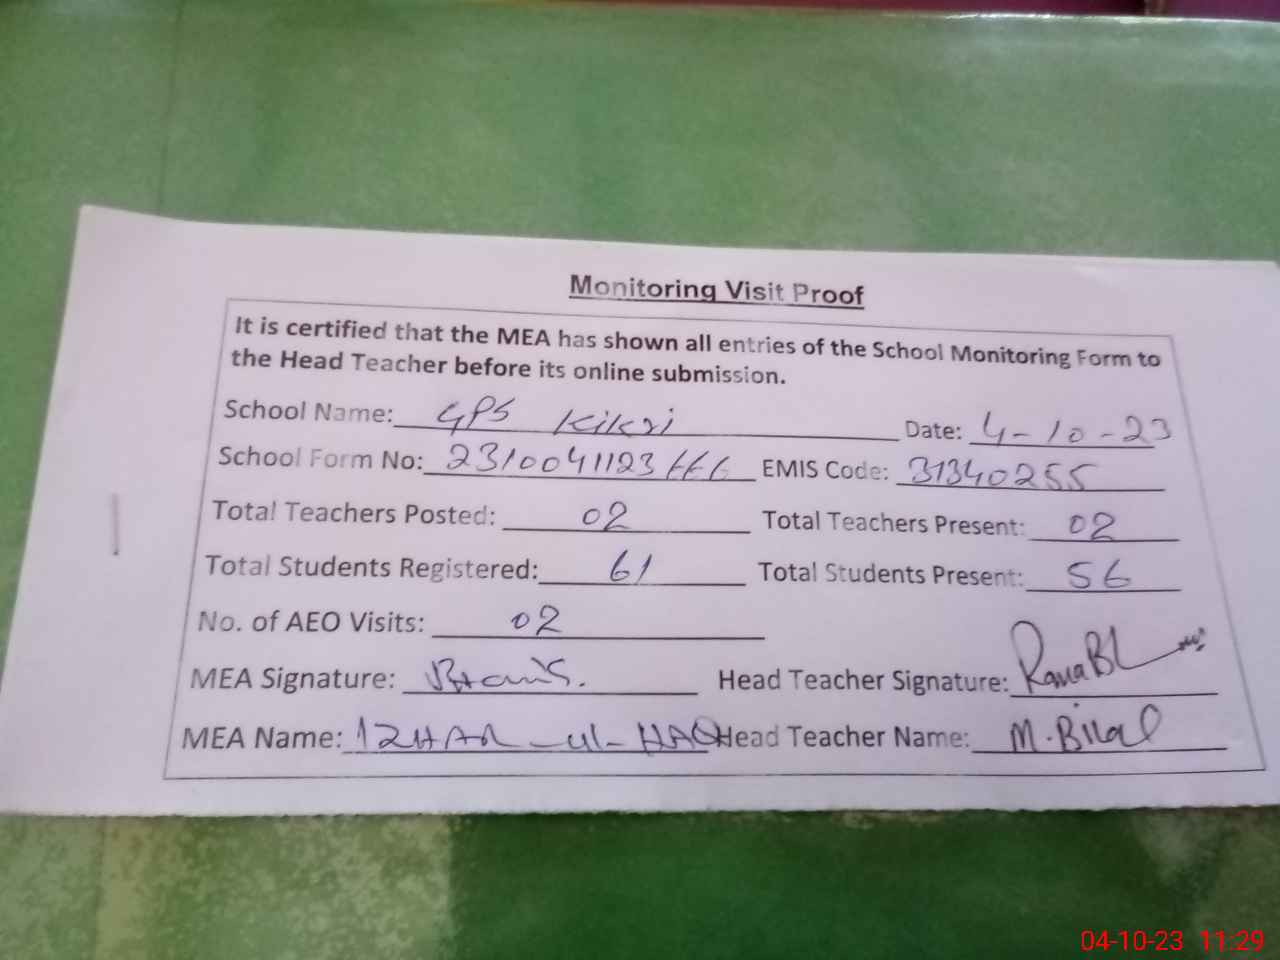 Monitoring Visit Proof
It is certified that the MEA has shown all entries of the School Monitoring Form to
the Head Teacher before its online submission.
School Name: GPS Kikri Date: 4-10-23
School Form No: 2310041123666 EMIS Code: 31340255
Total Teachers Posted: 02 Total Teachers Present: 02
Total Students Registered: 61 Total Students Present: 56
No. of AEO Visits: 02
MEA Signature: Head Teacher Signature: Rana
MEA Name: IZHAR-ul-HAQ Head Teacher Name: M.Bilal
04-10-23 11:29